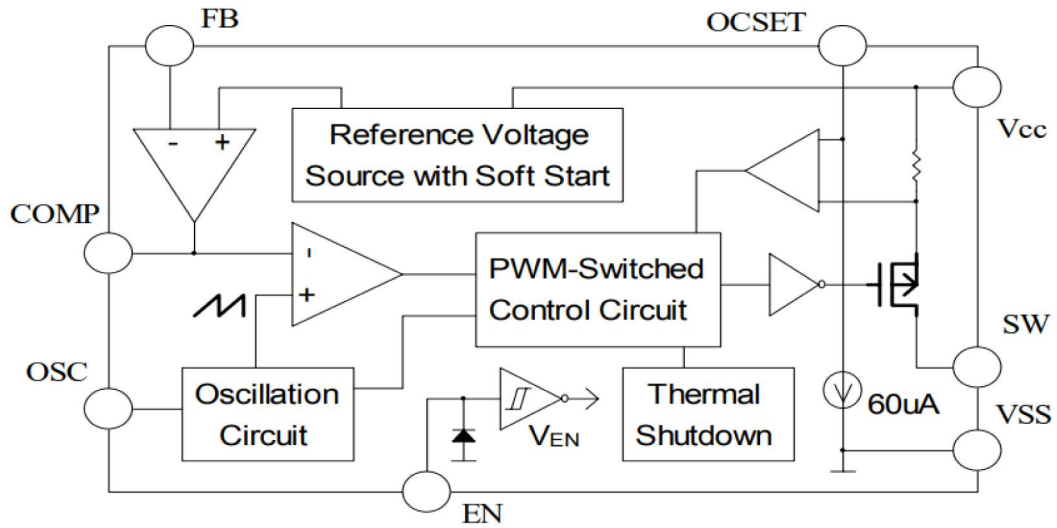 FB
OCSET
Vcc
- +
Reference Voltage
Source with Soft Start
COMP
-
+
PWM-Switched
Control Circuit
SW
OSC
Oscillation
Circuit
VEN
Thermal
Shutdown
60uA
VSS
EN